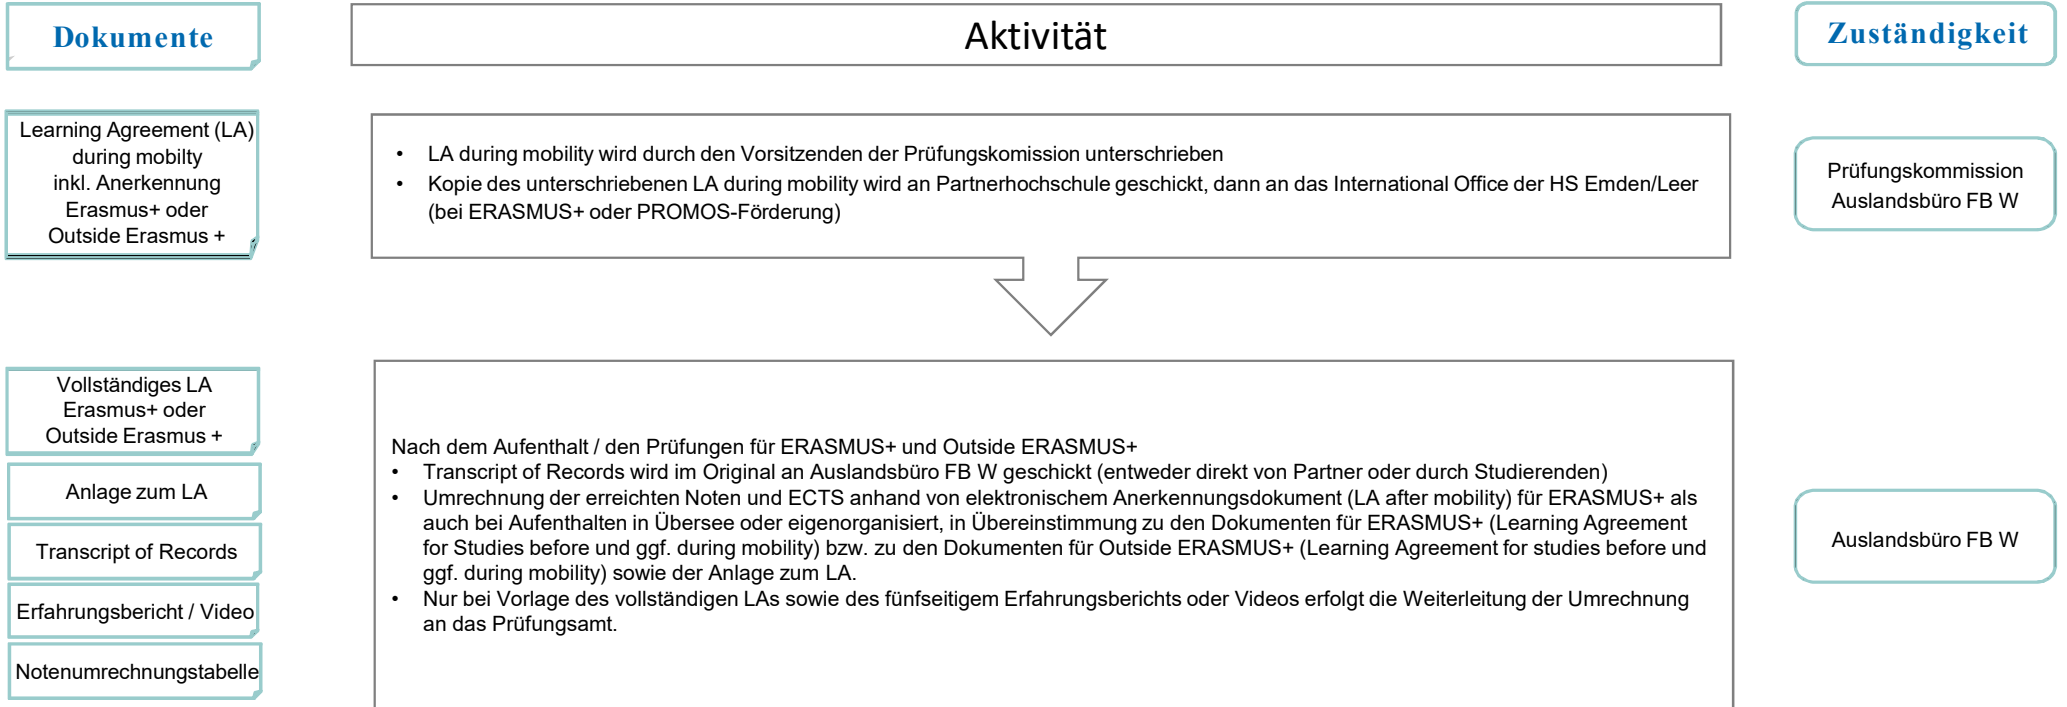 Dokumente
Aktivität
Zuständigkeit
Learning Agreement (LA)
during mobilty
inkl. Anerkennung
Erasmus+ oder
Outside Erasmus +
• LA during mobility wird durch den Vorsitzenden der Prüfungskomission unterschrieben
• Kopie des unterschriebenen LA during mobility wird an Partnerhochschule geschickt, dann an das International Office der HS Emden/Leer
(bei ERASMUS+ oder PROMOS-Förderung)
Prüfungskommission
Auslandsbüro FB W
Vollständiges LA
Erasmus+ oder
Outside Erasmus +
Anlage zum LA
Transcript of Records
Erfahrungsbericht / Video
Notenumrechnungstabelle
Nach dem Aufenthalt / den Prüfungen für ERASMUS+ und Outside ERASMUS+
• Transcript of Records wird im Original an Auslandsbüro FB W geschickt (entweder direkt von Partner oder durch Studierenden)
• Umrechnung der erreichten Noten und ECTS anhand von elektronischem Anerkennungsdokument (LA after mobility) für ERASMUS+ als
auch bei Aufenthalten in Übersee oder eigenorganisiert, in Übereinstimmung zu den Dokumenten für ERASMUS+ (Learning Agreement
for Studies before und ggf. during mobility) bzw. zu den Dokumenten für Outside ERASMUS+ (Learning Agreement for studies before und
ggf. during mobility) sowie der Anlage zum LA.
• Nur bei Vorlage des vollständigen LAs sowie des fünfseitigem Erfahrungsberichts oder Videos erfolgt die Weiterleitung der Umrechnung
an das Prüfungsamt.
Auslandsbüro FB W